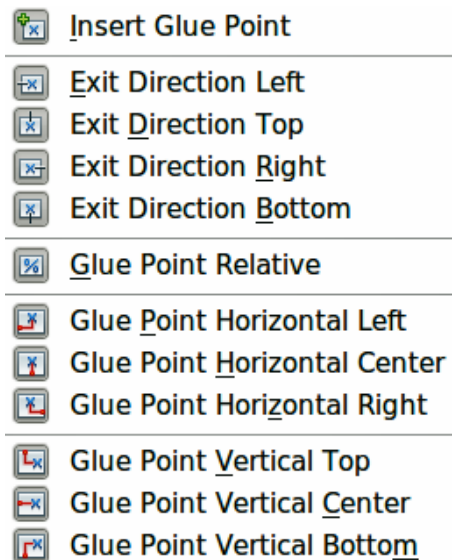 Insert Glue Point
Exit Direction Left
Exit Direction Top
Exit Direction Right
Exit Direction Bottom
Glue Point Relative
Glue Point Horizontal Left
Glue Point Horizontal Center
Glue Point Horizontal Right
Glue Point Vertical Top
Glue Point Vertical Center
Glue Point Vertical Bottom